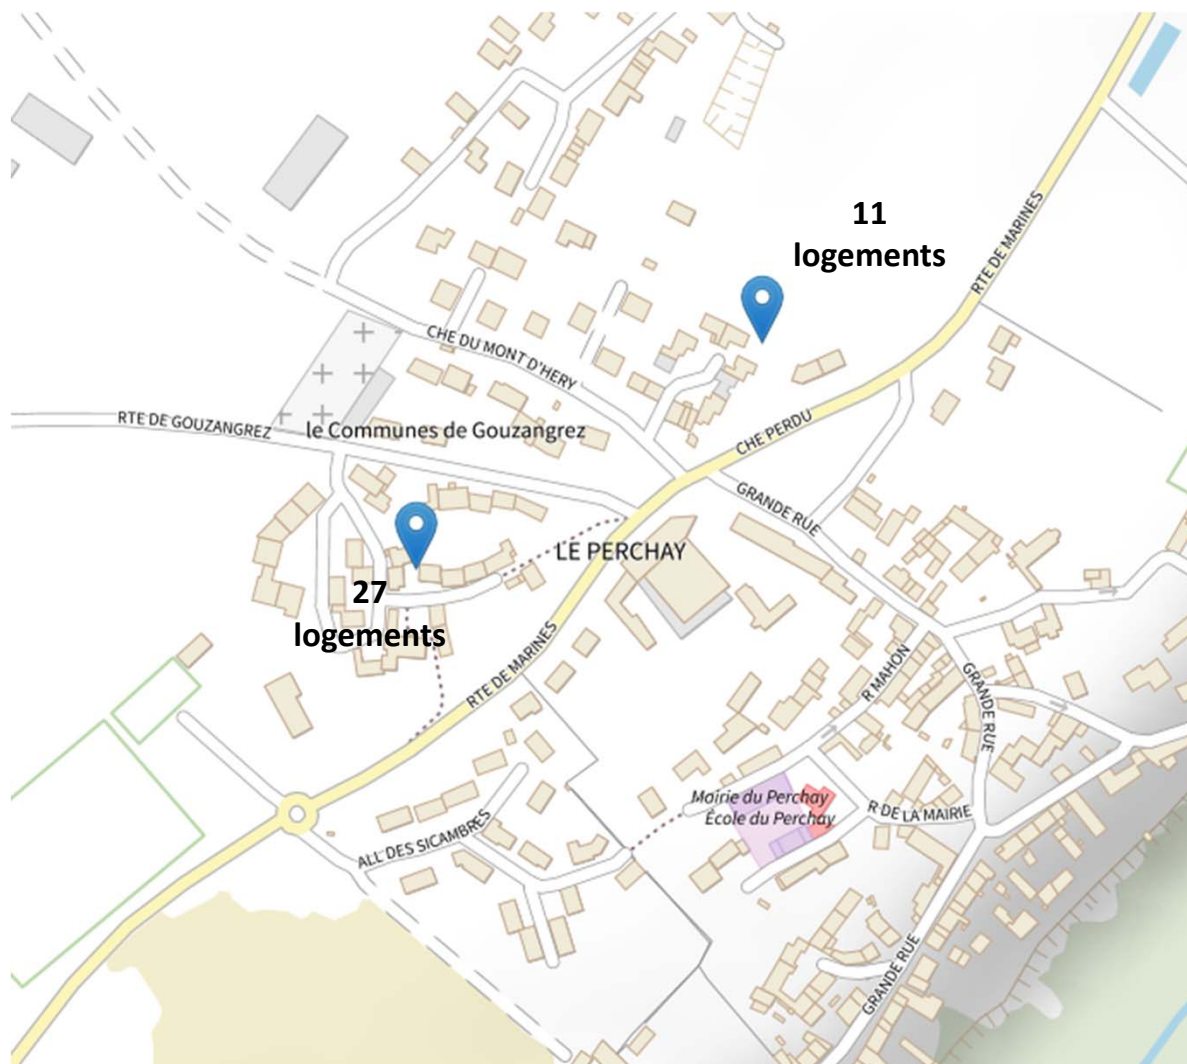 11
logements
RTE DE MARINES
CHE DU MONT D'HERY
RTE DE GOUZANGREZ
le Communes de Gouzangrez
CHE PERDU
GRANDE RUE
LE PERCHAY
27
logements
RTE DE MARINES
R MAHON
GRANDE RUE
Mairie du Perchay
École du Perchay
R DE LA MAIRIE
ALL DES SICAMBRES
GRANDE RUE